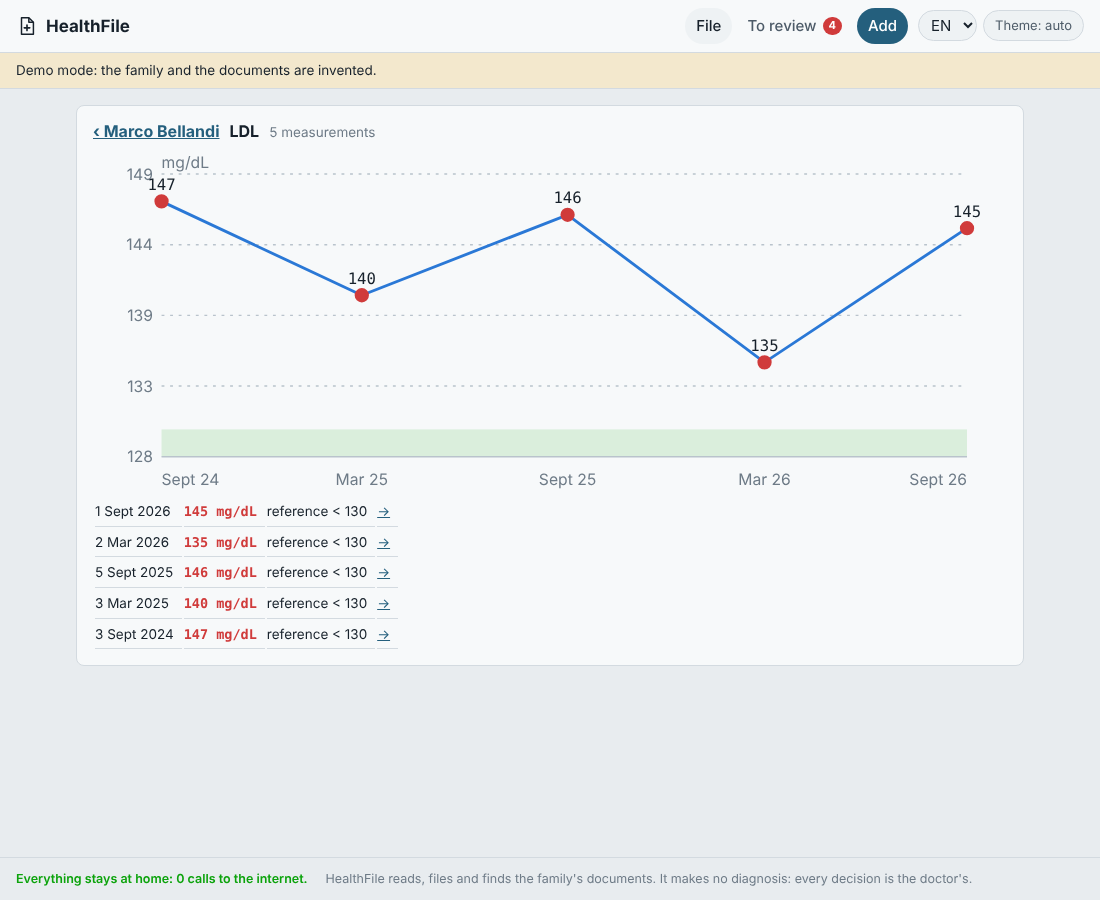 HealthFile
File
To review 4
Add
EN
Theme: auto
Demo mode: the family and the documents are invented.
‹ Marco Bellandi LDL 5 measurements
mg/dL
149
147
146
145
144
140
139
135
133
128
Sept 24 Mar 25 Sept 25 Mar 26 Sept 26
1 Sept 2026 145 mg/dL reference < 130 →
2 Mar 2026 135 mg/dL reference < 130 →
5 Sept 2025 146 mg/dL reference < 130 →
3 Mar 2025 140 mg/dL reference < 130 →
3 Sept 2024 147 mg/dL reference < 130 →
Everything stays at home: 0 calls to the internet. HealthFile reads, files and finds the family's documents. It makes no diagnosis: every decision is the doctor's.